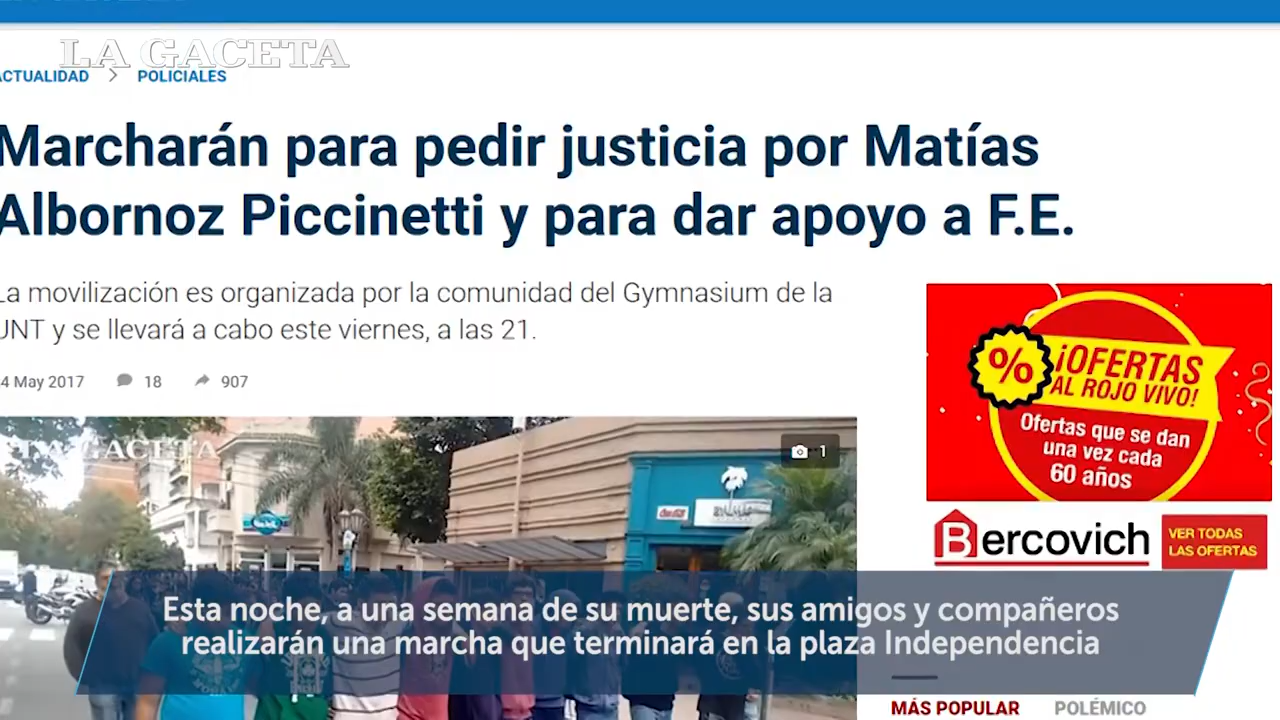 LA GACETA
ACTUALIDAD > POLICIALES
Marcharán para pedir justicia por Matías
Albornoz Piccinetti y para dar apoyo a F.E.
La movilización es organizada por la comunidad del Gymnasium de la
UNT y se llevará a cabo este viernes, a las 21.
4 May 2017 18 907
LA GACETA
1
% ¡OFERTAS
AL ROJO VIVO!
Ofertas que se dan
una vez cada
60 años
Bercovich
VER TODAS
LAS OFERTAS
Esta noche, a una semana de su muerte, sus amigos y compañeros
realizarán una marcha que terminará en la plaza Independencia
MÁS POPULAR POLÉMICO